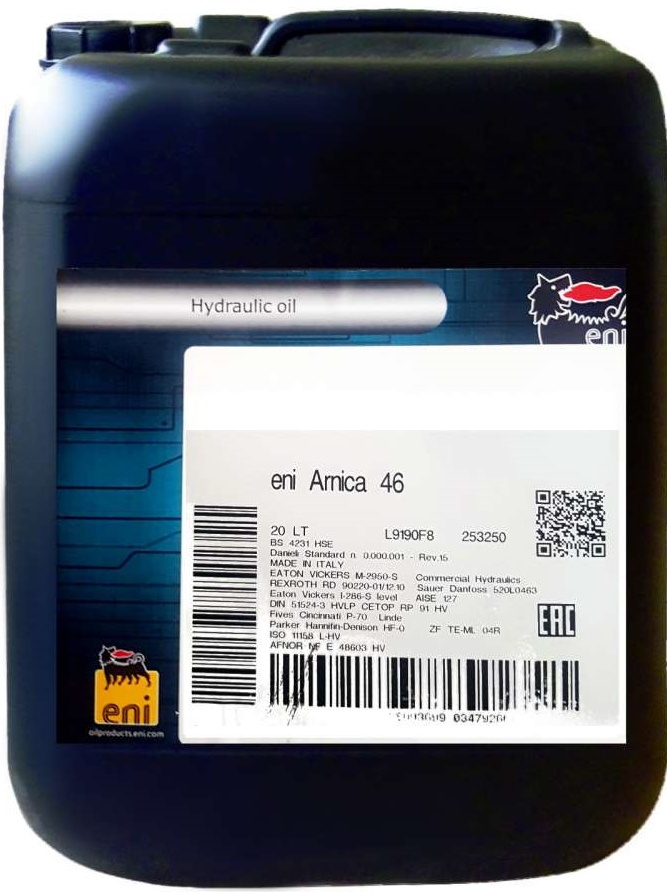 Hydraulic oil
eni
eni Arnica 46
20 LT L9190F8 253250
BS 4231 HSE
Danieli Standard n. 0.000.001 - Rev.15
MADE IN ITALY
EATON VICKERS M-2950-S Commercial Hydraulics
REXROTH RD 90220-01/12.10 Sauer Danfoss 520L0463
Eaton Vickers I-286-S level AISE 127
DIN 51524-3 HVLP CETOP RP 91 HV
Fives Cincinnati P-70 Linde
Parker Hannifin-Denison HF-0 ZF TE-ML 04R
ISO 11158 L-HV
AFNOR NF E 48603 HV
EAC
eni
oilproducts.eni.com